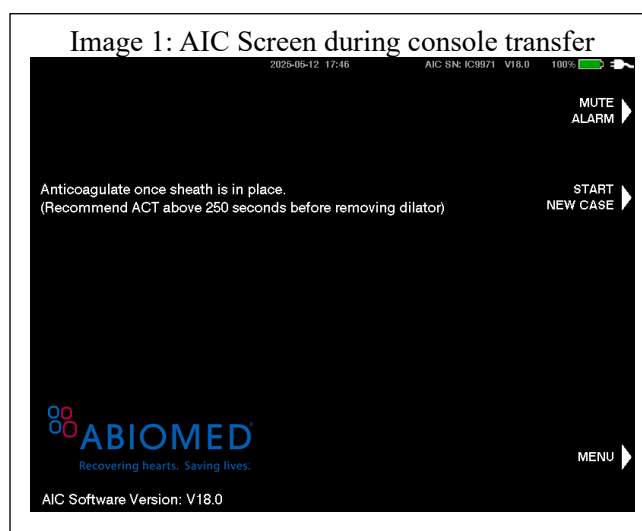 Image 1: AIC Screen during console transfer
2025-05-12 17:46 AIC SN: IC9971 V18.0 100%
MUTE
ALARM
Anticoagulate once sheath is in place.
(Recommend ACT above 250 seconds before removing dilator)
START
NEW CASE
ABIOMED
Recovering hearts. Saving lives.
MENU
AIC Software Version: V18.0